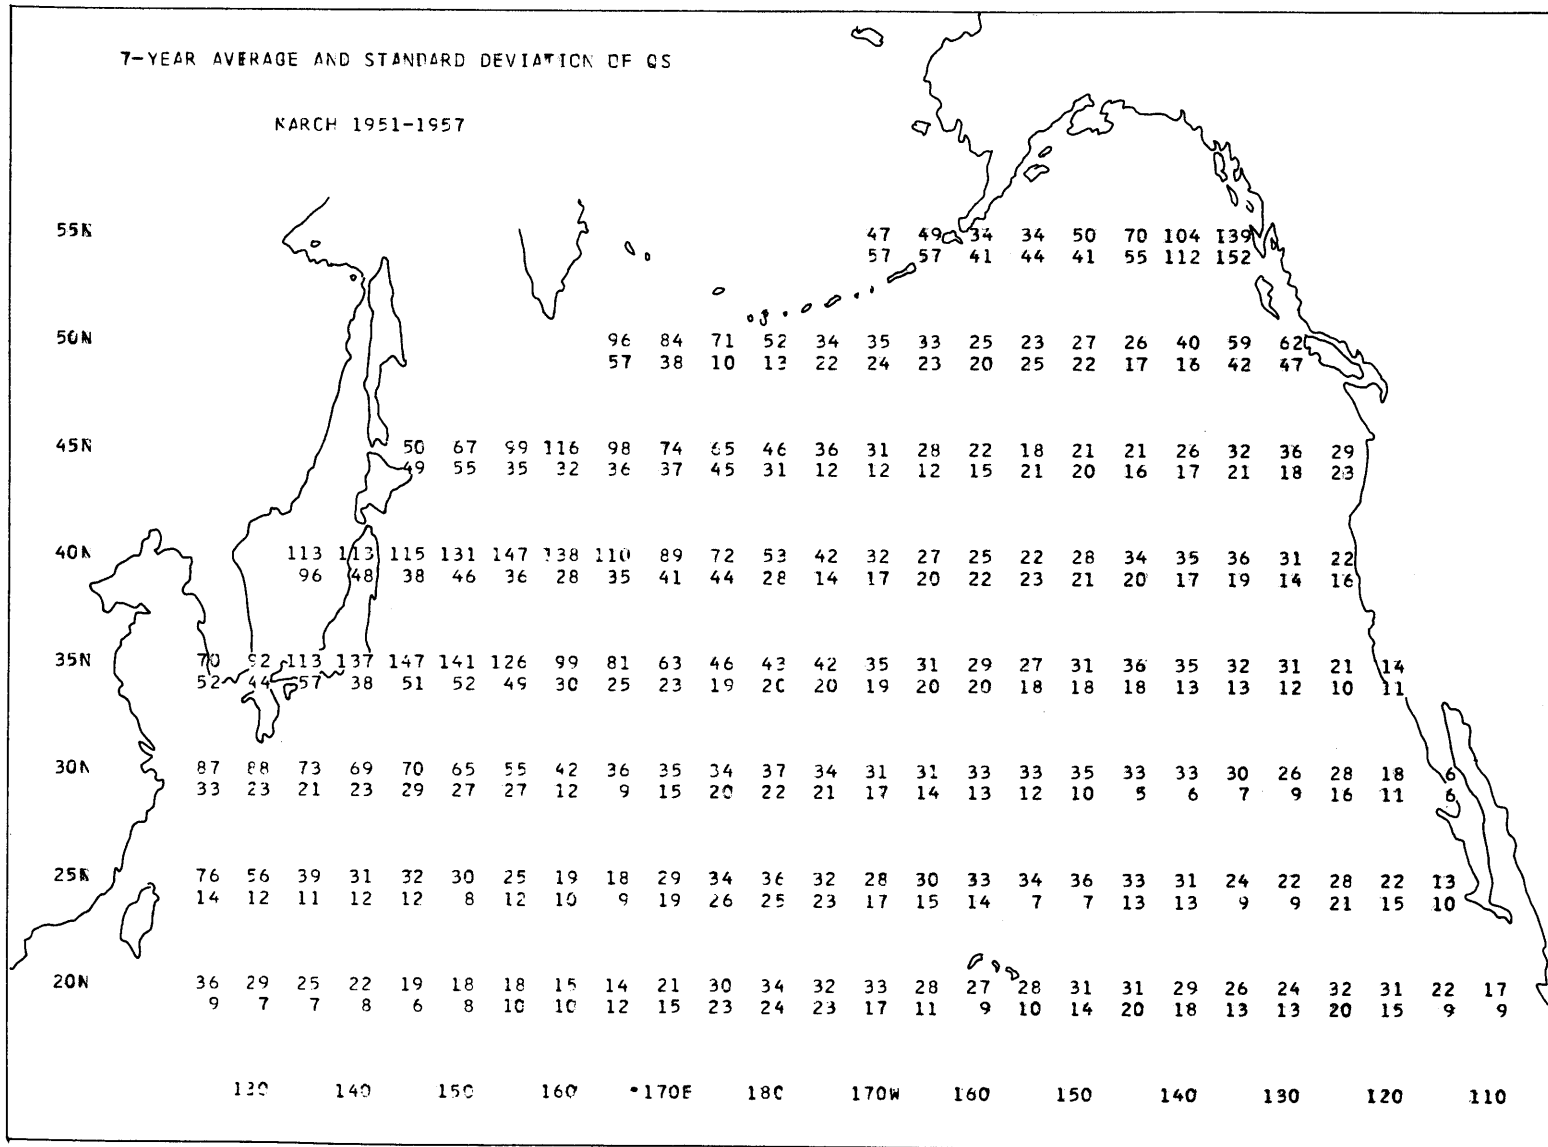 7-YEAR AVERAGE AND STANDARD DEVIATION OF QS
MARCH 1951-1957
55N 47 49 34 34 50 70 104 139
57 57 41 44 41 55 112 152
50N 96 84 71 52 34 35 33 25 23 27 26 40 59 62
57 38 10 13 22 24 23 20 25 22 17 16 42 47
45N 50 67 99 116 98 74 65 46 36 31 28 22 18 21 21 26 32 36 29
49 55 35 32 36 37 45 31 12 12 12 15 21 20 16 17 21 18 23
40N 113 113 115 131 147 138 110 89 72 53 42 32 27 25 22 28 34 35 36 31 22
96 48 38 46 36 28 35 41 44 28 14 17 20 22 23 21 20 17 19 14 16
35N 70 92 113 137 147 141 126 99 81 63 46 43 42 35 31 29 27 31 36 35 32 31 21 14
52 44 57 38 51 52 49 30 25 23 19 20 20 19 20 20 18 18 18 13 13 12 10 11
30N 87 88 73 69 70 65 55 42 36 35 34 37 34 31 31 33 33 35 33 33 30 26 28 18 6
33 23 21 23 29 27 27 12 9 15 20 22 21 17 14 13 12 10 5 6 7 9 16 11 6
25N 76 56 39 31 32 30 25 19 18 29 34 36 32 28 30 33 34 36 33 31 24 22 28 22 13
14 12 11 12 12 8 12 10 9 19 26 25 23 17 15 14 7 7 13 13 9 9 21 15 10
20N 36 29 25 22 19 18 18 15 14 21 30 34 32 33 28 27 28 31 31 29 26 24 32 31 22 17
9 7 7 8 6 8 10 10 12 15 23 24 23 17 11 9 10 14 20 18 13 13 20 15 9 9
130 140 150 160 170E 180 170W 160 150 140 130 120 110